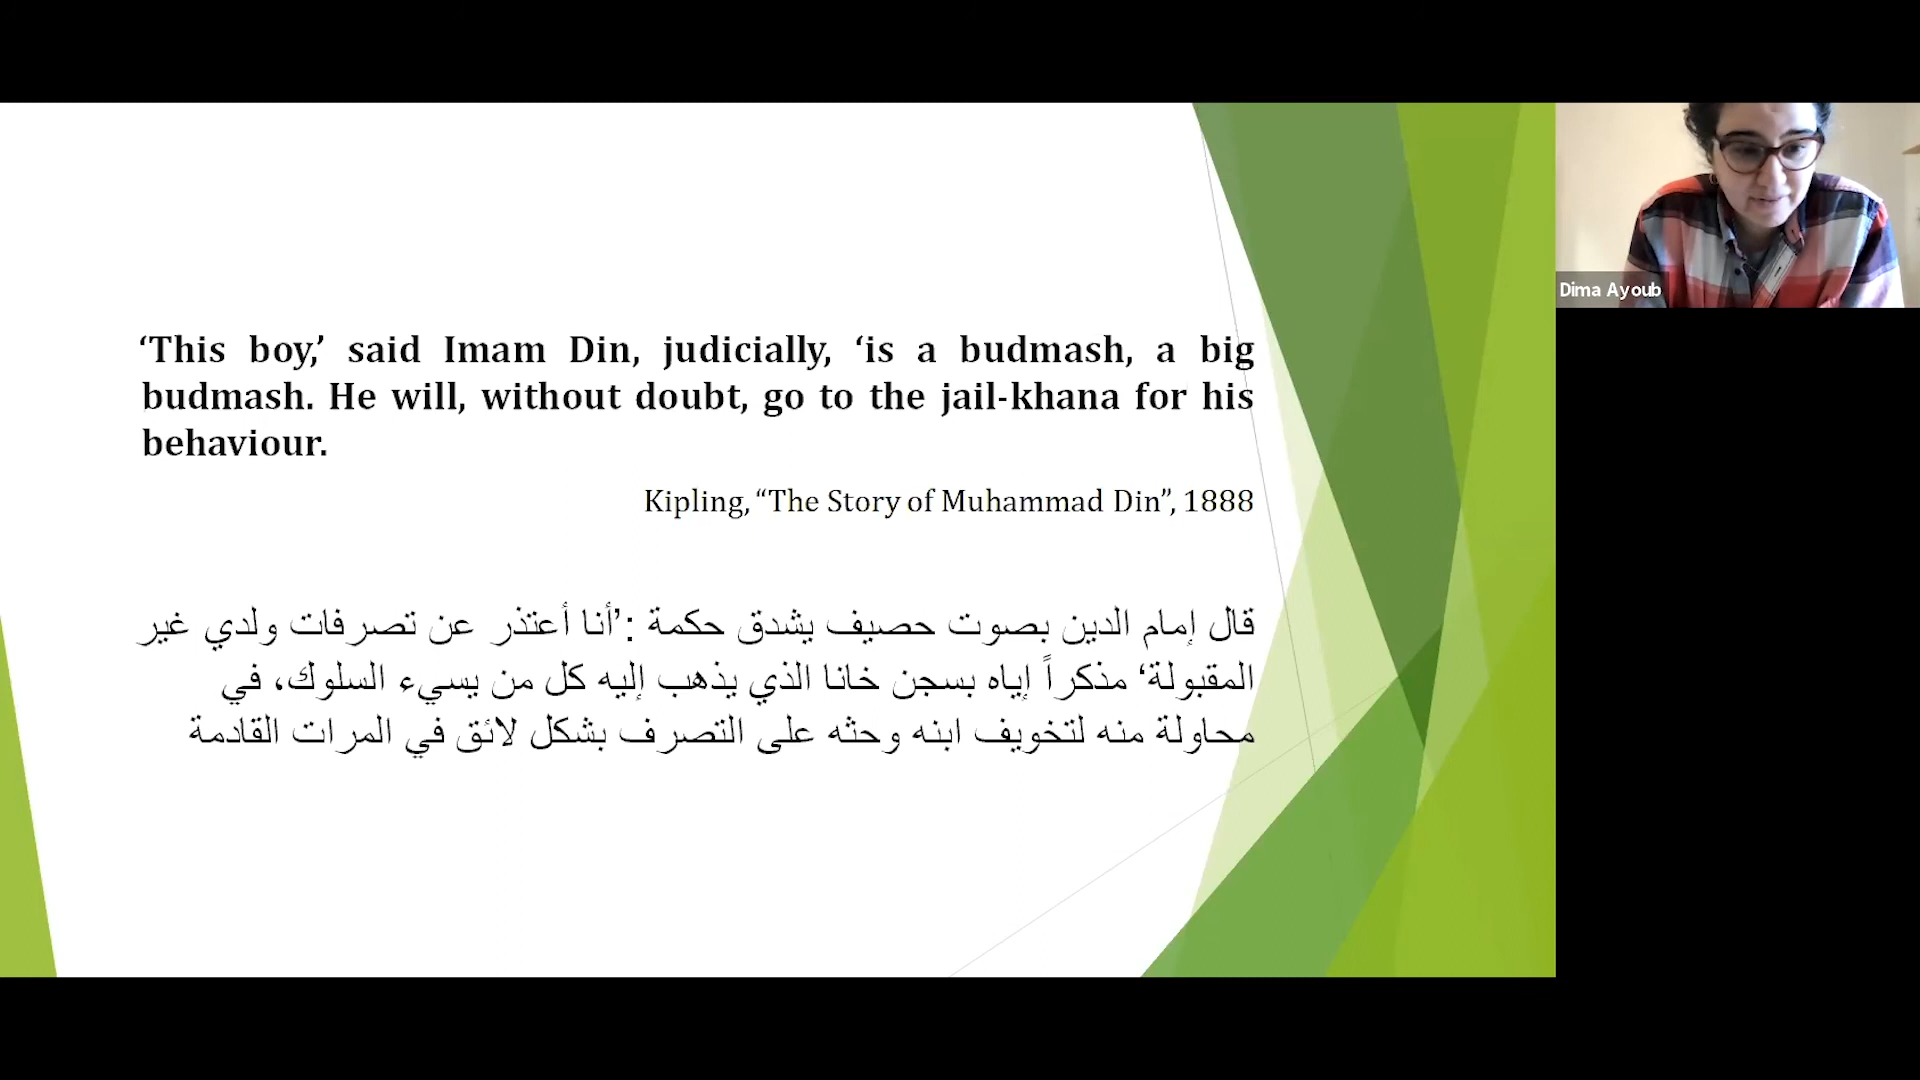 ‘This boy,’ said Imam Din, judicially, ‘is a budmash, a big
budmash. He will, without doubt, go to the jail-khana for his
behaviour.
Kipling, “The Story of Muhammad Din”, 1888
قال إمام الدين بصوت حصيف يشدق حكمة :’أنا أعتذر عن تصرفات ولدي غير
المقبولة‘ مذكراً إياه بسجن خانا الذي يذهب إليه كل من يسيء السلوك، في
محاولة منه لتخويف ابنه وحثه على التصرف بشكل لائق في المرات القادمة
Dima Ayoub